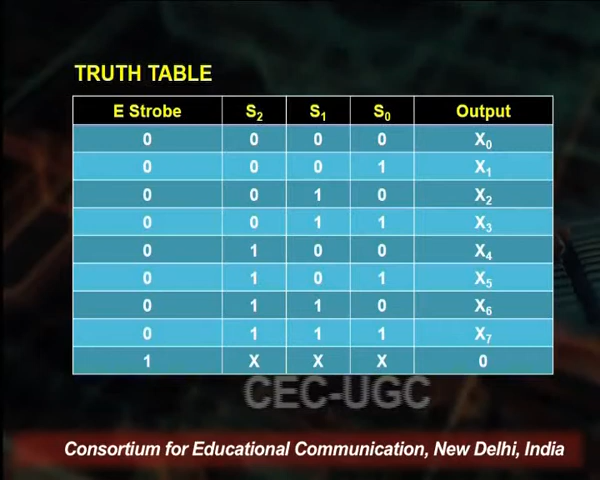 TRUTH TABLE
E Strobe S₂ S₁ S₀ Output
0 0 0 0 X₀
0 0 0 1 X₁
0 0 1 0 X₂
0 0 1 1 X₃
0 1 0 0 X₄
0 1 0 1 X₅
0 1 1 0 X₆
0 1 1 1 X₇
1 X X X 0
CEC-UGC
Consortium for Educational Communication, New Delhi, India